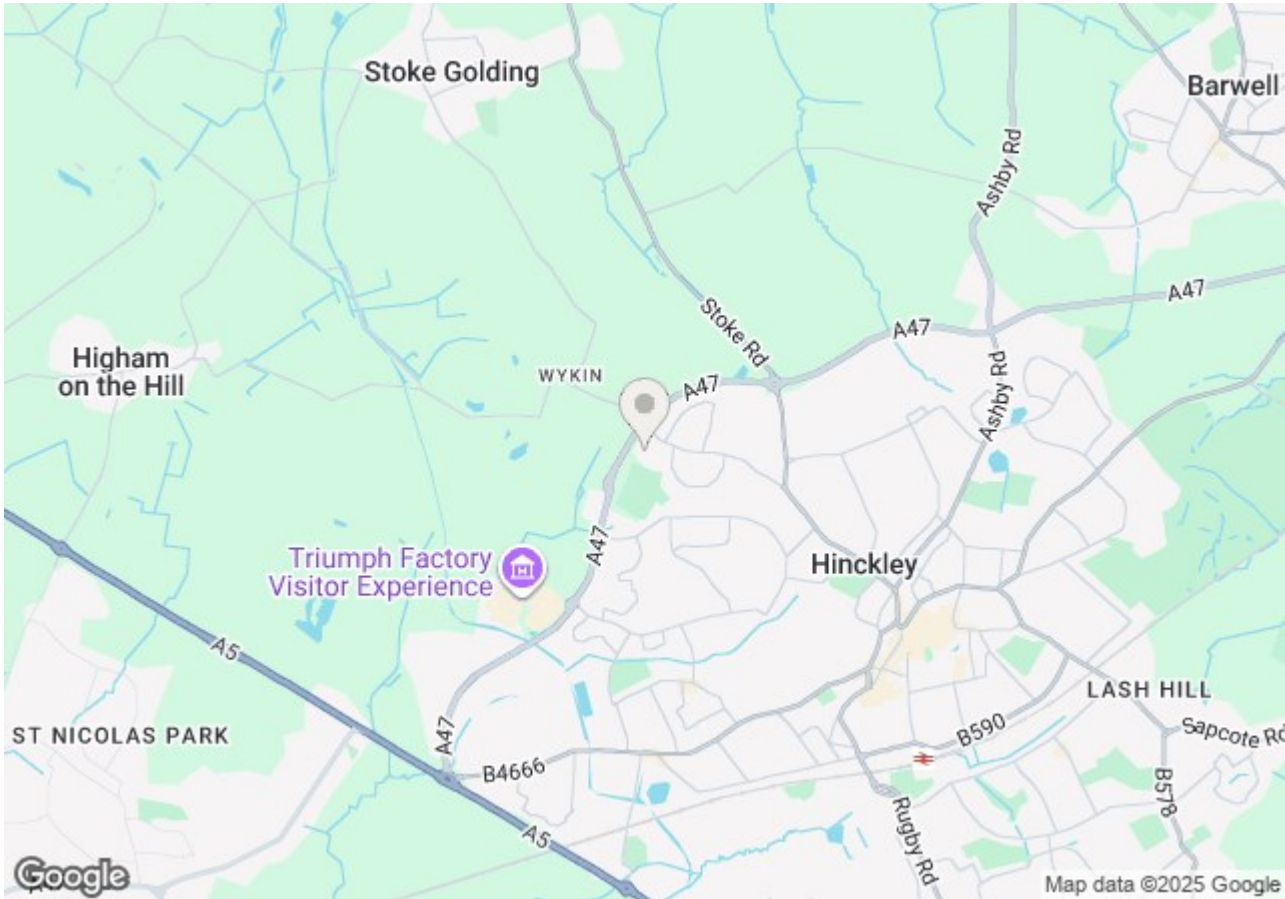 Stoke Golding
Barwell
Ashby Rd
A47
Stoke Rd
A47
Higham
on the Hill
WYKIN
A47
Ashby Rd
A47
Triumph Factory
Visitor Experience
Hinckley
A5
LASH HILL
ST NICOLAS PARK
A47
B590
Sapcote Rd
B4666
B578
A5
Rugby Rd
Google
Map data ©2025 Google